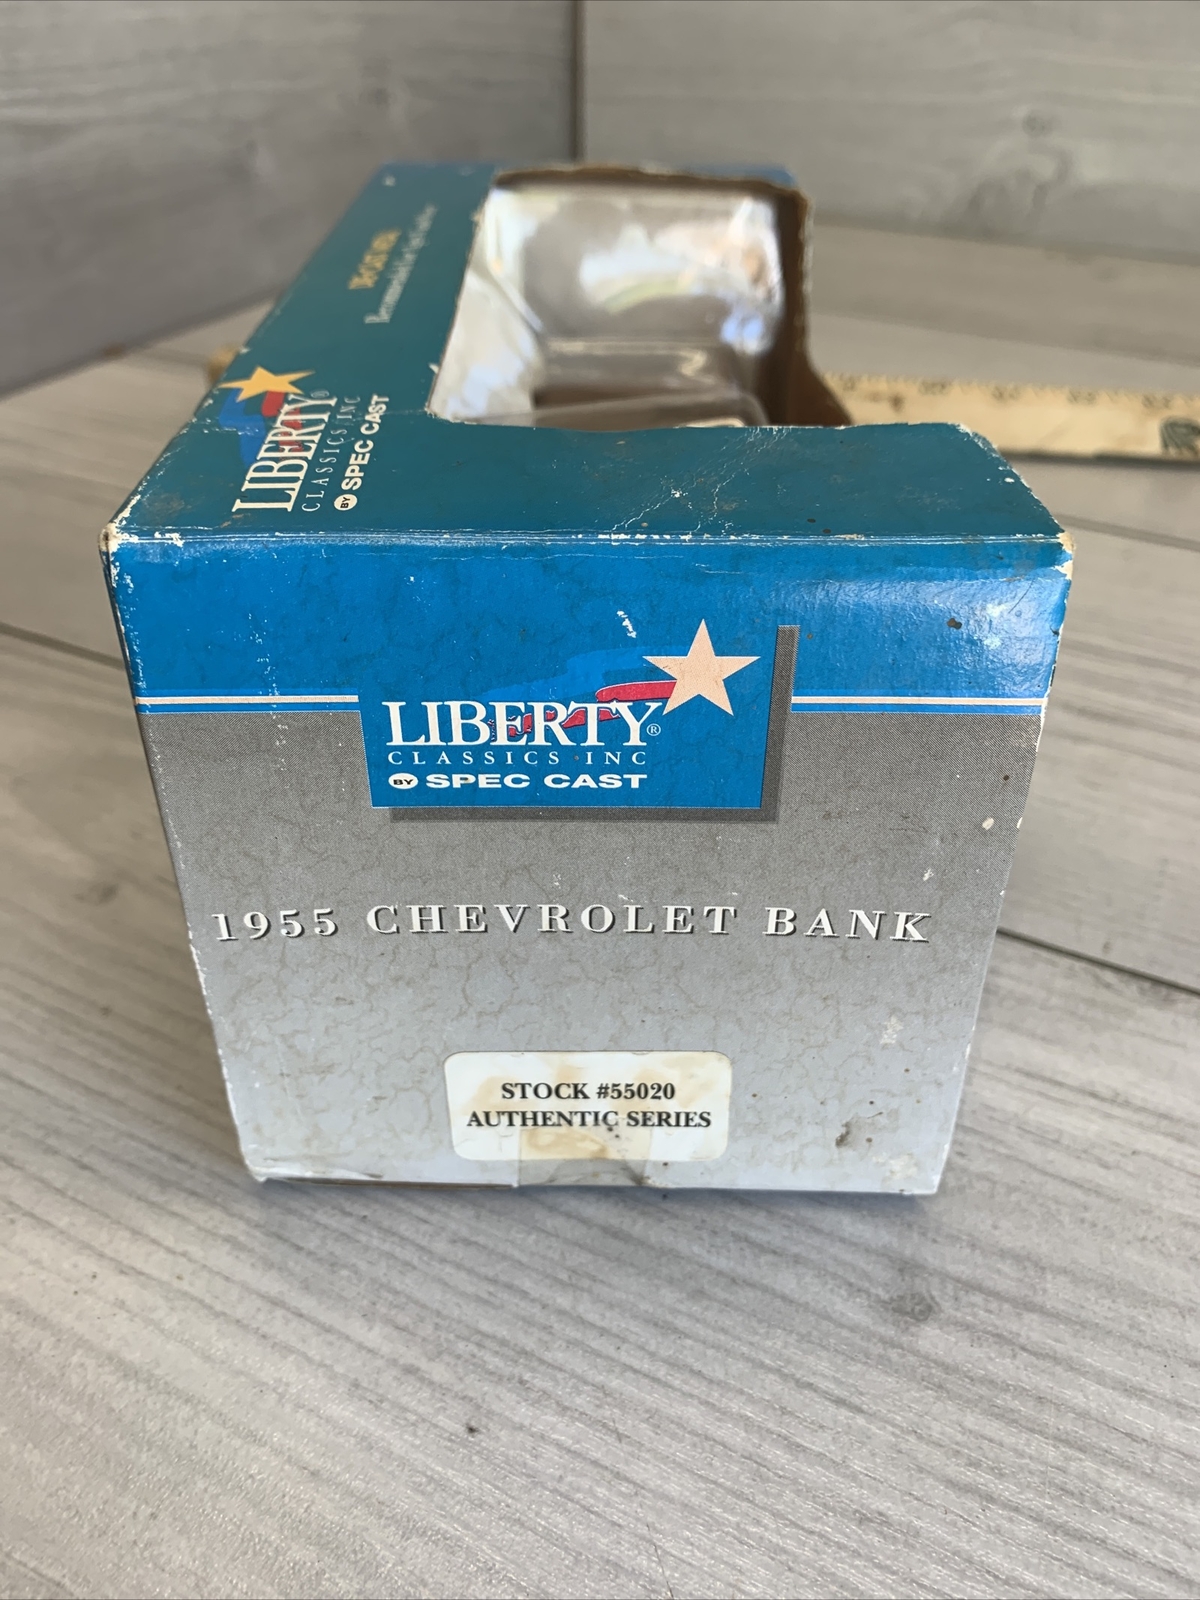 LIBERTY®
CLASSICS INC
BY SPEC CAST
LIBERTY®
CLASSICS·INC
BY SPEC CAST
1955 CHEVROLET BANK
STOCK #55020
AUTHENTIC SERIES